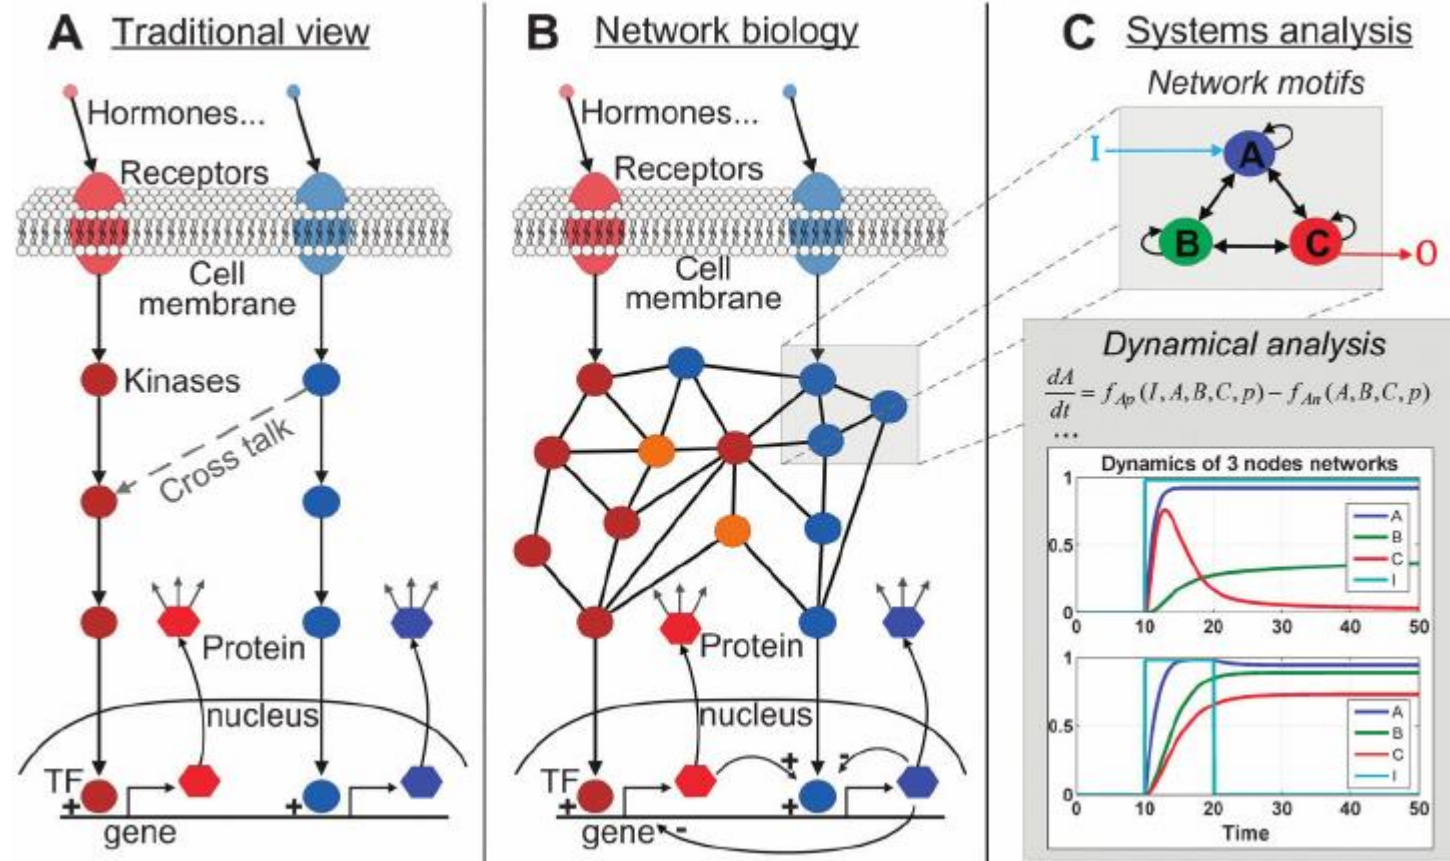 A Traditional view
Hormones...
Receptors
Cell
membrane
Kinases
Cross talk
Protein
nucleus
TF
+
+
gene
B Network biology
Hormones...
Receptors
Cell
membrane
Protein
nucleus
TF
+
+
-
+
gene
-
C Systems analysis
Network motifs
I
A
B
C
O
Dynamical analysis
dA/dt = f_Ap (I, A, B, C, p) − f_An (A, B, C, p)
...
Dynamics of 3 nodes networks
1
0.5
0
A
B
C
I
0 10 20 30 40 50
1
0.5
0
A
B
C
I
0 10 20 30 40 50
Time